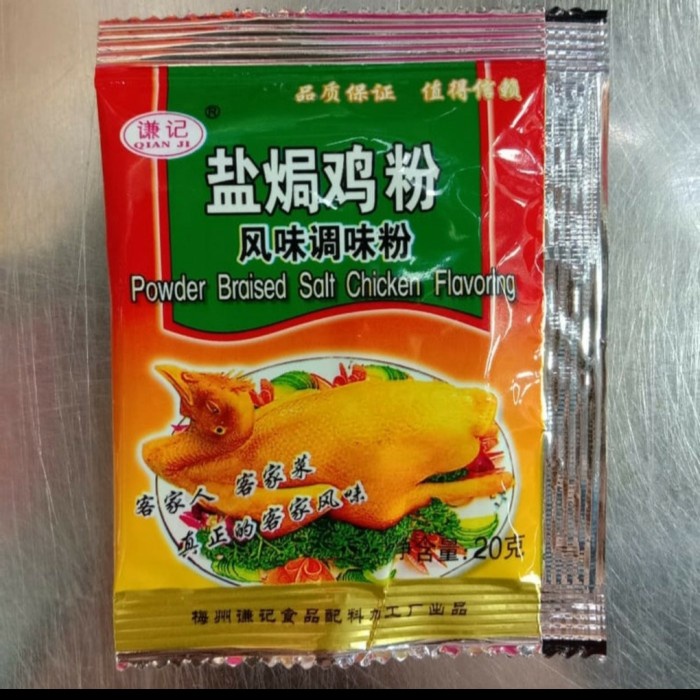 品质保证 值得信赖
谦记
QIAN JI
®
盐焗鸡粉
风味调味粉
Powder Braised Salt Chicken Flavoring
客家人 客家菜
真正的客家风味
净含量:20克
梅州谦记食品配料加工厂出品